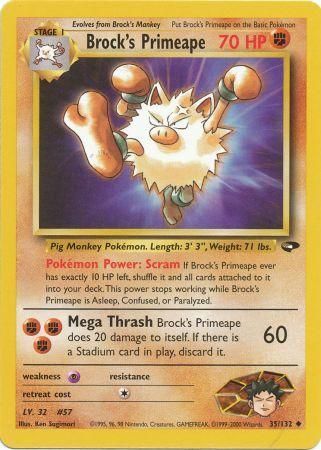 Evolves from Brock's Mankey Put Brock's Primeape on the Basic Pokémon
STAGE 1
Brock's Primeape 70 HP
Pig Monkey Pokémon. Length: 3' 3", Weight: 71 lbs.
Pokémon Power: Scram If Brock's Primeape ever
has exactly 10 HP left, shuffle it and all cards attached to it
into your deck. This power stops working while Brock's
Primeape is Asleep, Confused, or Paralyzed.
Mega Thrash Brock's Primeape
does 20 damage to itself. If there is
a Stadium card in play, discard it.
60
weakness resistance
retreat cost
LV. 32 #57
Illus. Ken Sugimori ©1995, 96, 98 Nintendo, Creatures, GAMEFREAK. ©1999-2000 Wizards. 35/132